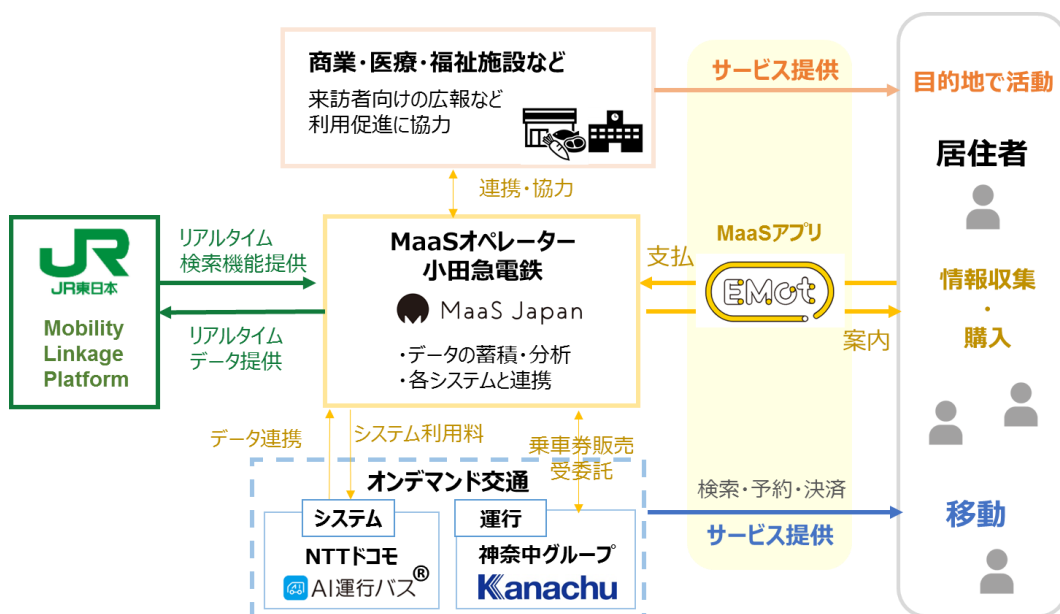 商業・医療・福祉施設など
来訪者向けの広報など
利用促進に協力
サービス提供
目的地で活動
居住者
連携・協力
JR
JR東日本
Mobility
Linkage
Platform
リアルタイム
検索機能提供
リアルタイム
データ提供
MaaSオペレーター
小田急電鉄
MaaS Japan
・データの蓄積・分析
・各システムと連携
支払
MaaSアプリ
EMot
案内
情報収集
・
購入
データ連携
システム利用料
乗車券販売
受委託
オンデマンド交通
システム
NTTドコモ
AI運行バス®
運行
神奈中グループ
Kanachu
検索・予約・決済
サービス提供
移動